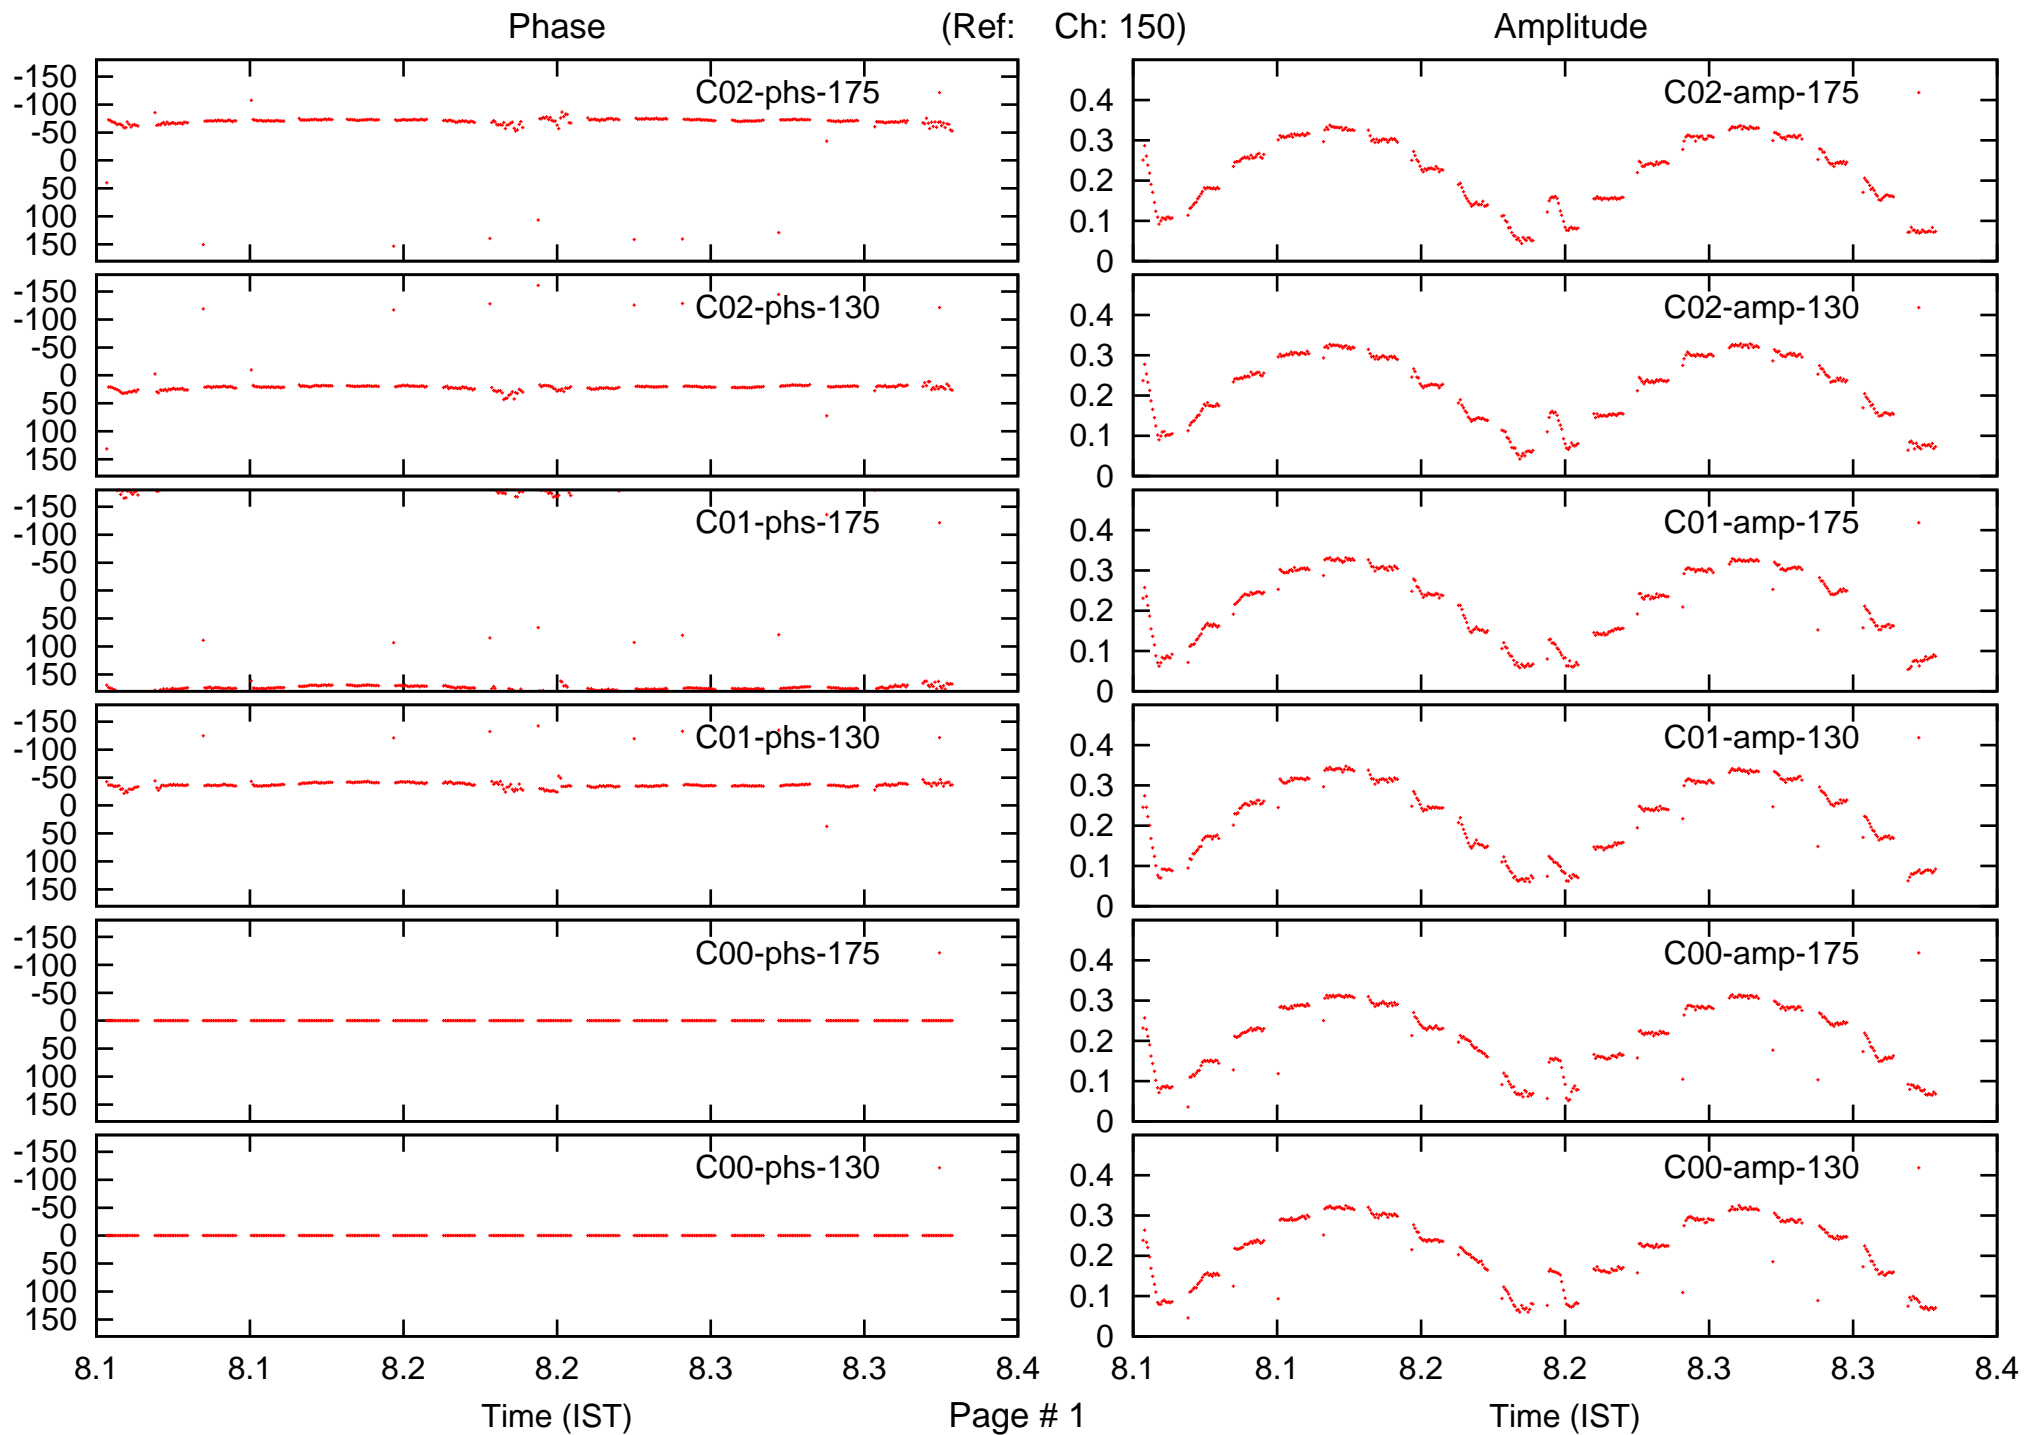 Phase (Ref: Ch: 150) Amplitude
-150 -100 -50 0 50 100 150 C02-phs-175
0.4 0.3 0.2 0.1 0 C02-amp-175
-150 -100 -50 0 50 100 150 C02-phs-130
0.4 0.3 0.2 0.1 0 C02-amp-130
-150 -100 -50 0 50 100 150 C01-phs-175
0.4 0.3 0.2 0.1 0 C01-amp-175
-150 -100 -50 0 50 100 150 C01-phs-130
0.4 0.3 0.2 0.1 0 C01-amp-130
-150 -100 -50 0 50 100 150 C00-phs-175
0.4 0.3 0.2 0.1 0 C00-amp-175
-150 -100 -50 0 50 100 150 C00-phs-130
0.4 0.3 0.2 0.1 0 C00-amp-130
8.1 8.1 8.2 8.2 8.3 8.3 8.4 8.1 8.1 8.2 8.2 8.3 8.3 8.4
Time (IST) Page # 1 Time (IST)